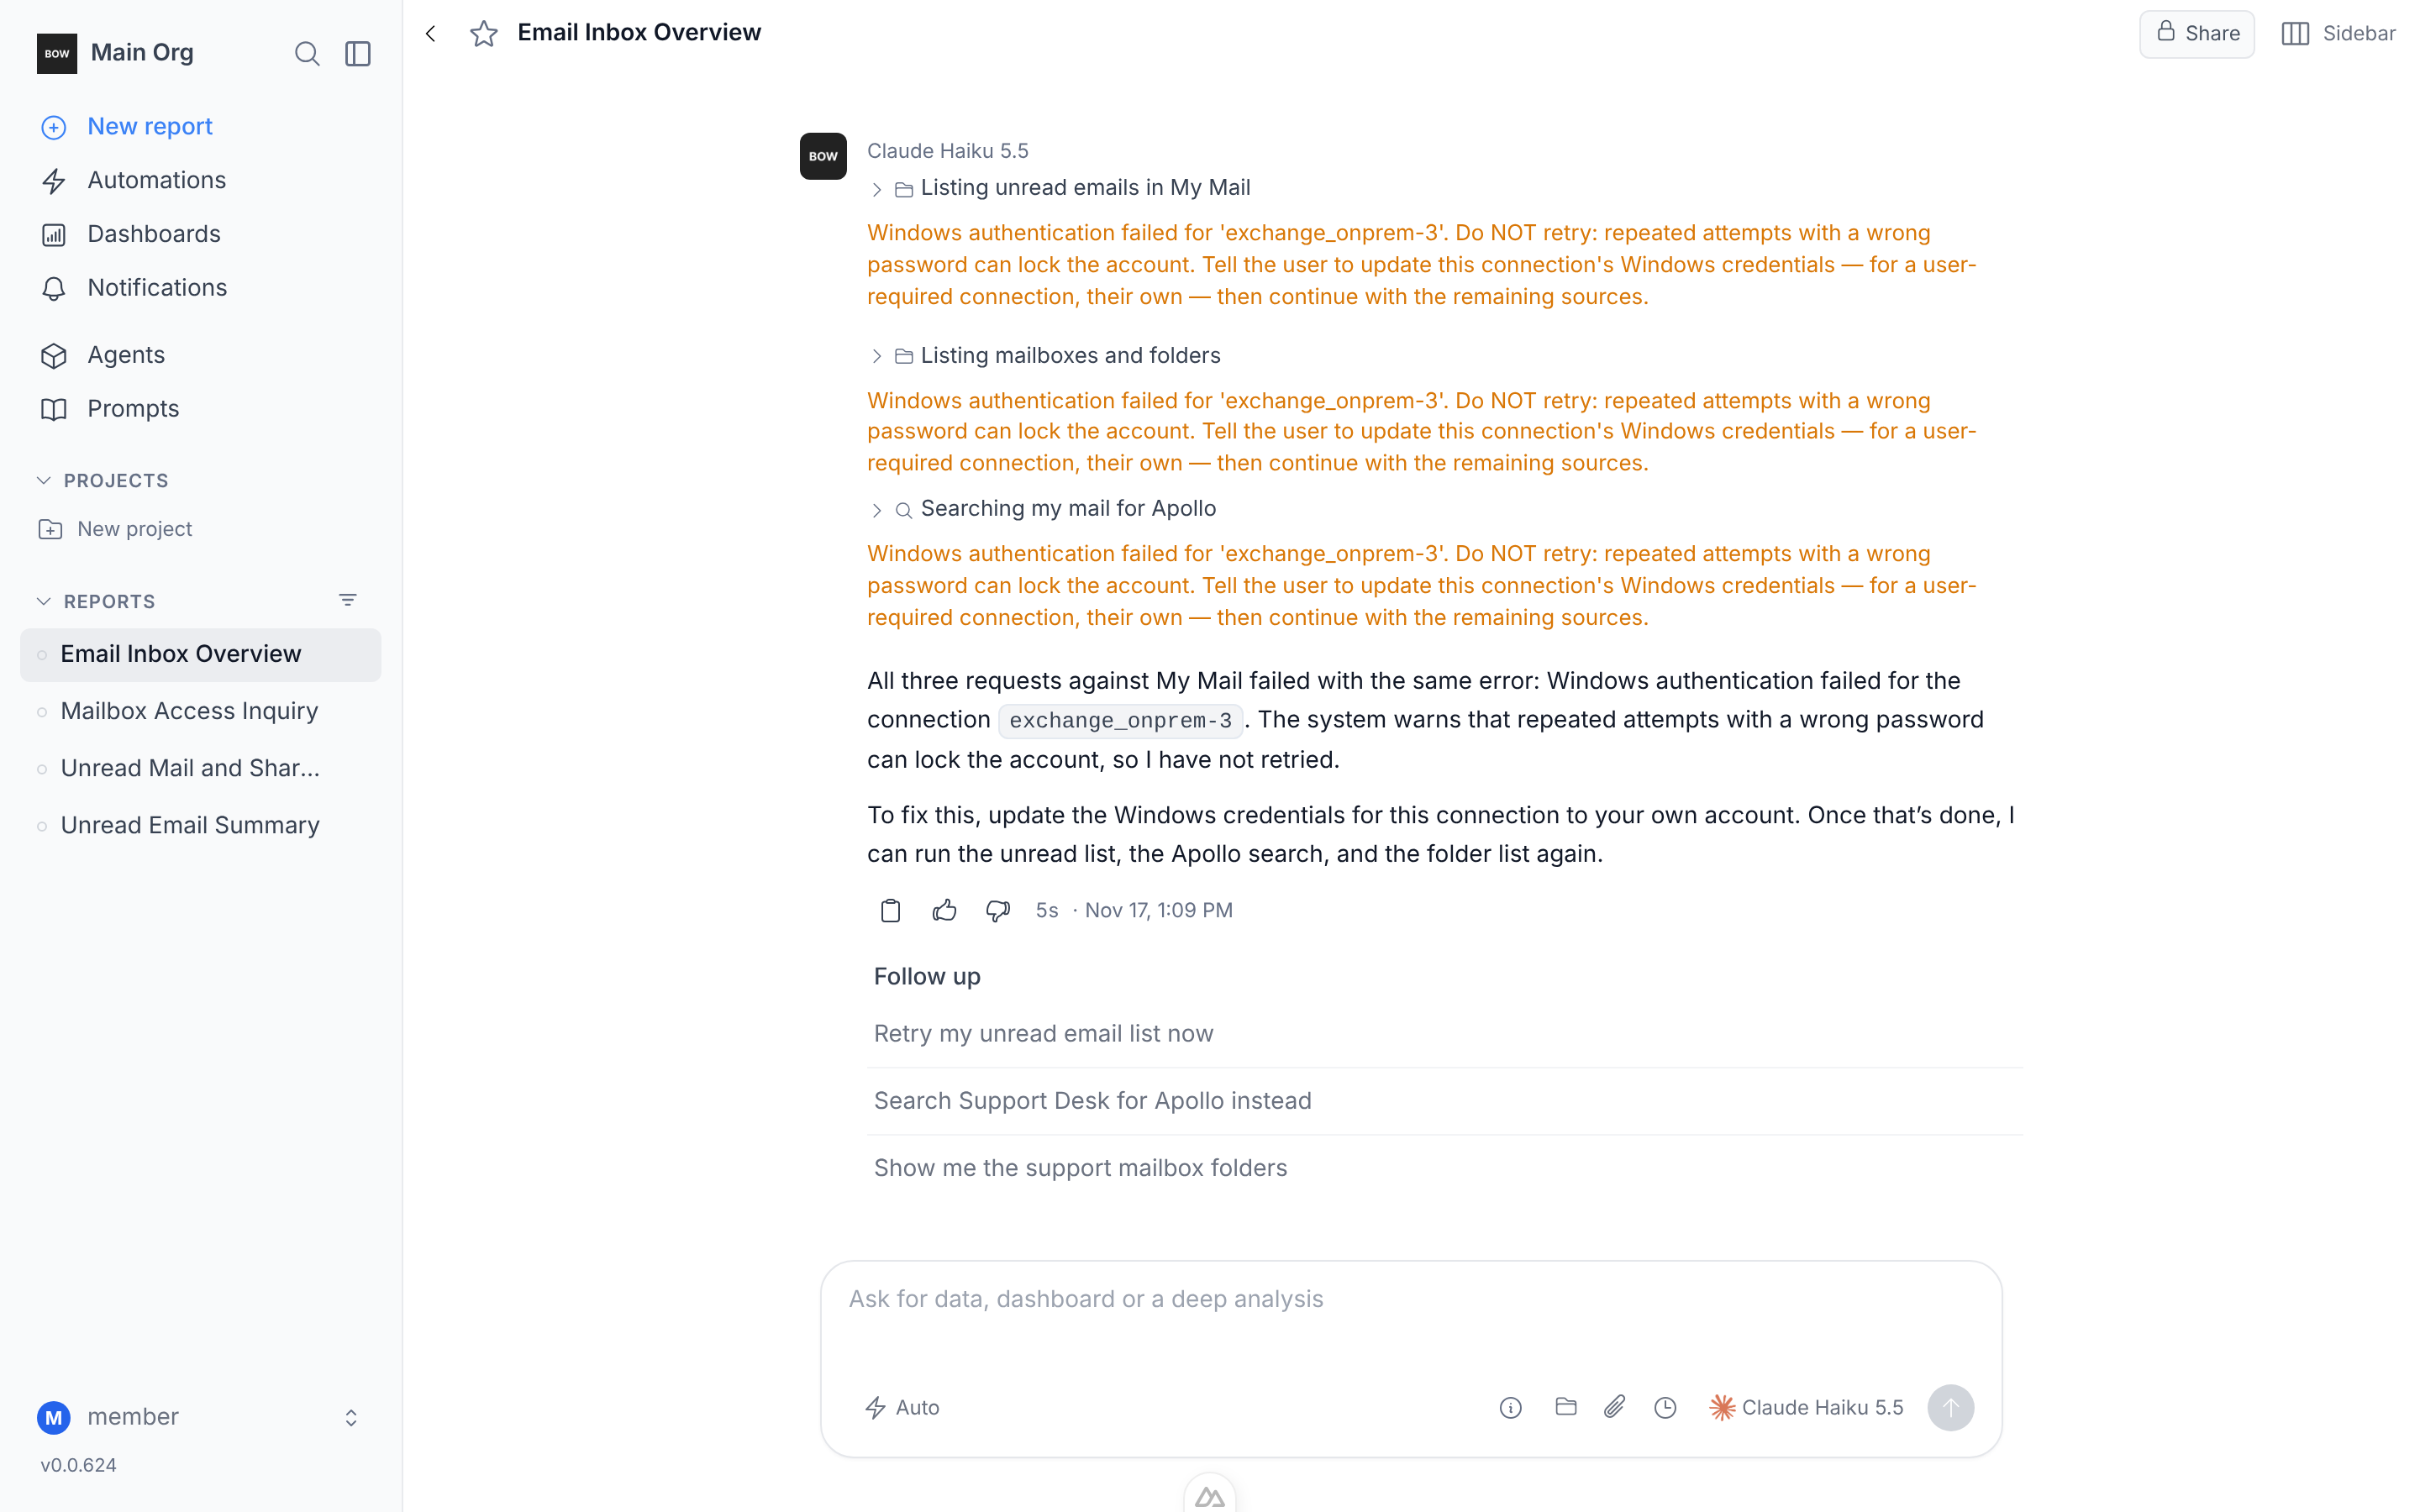 BOW Main Org
New report
Automations
Dashboards
Notifications
Agents
Prompts
PROJECTS
New project
REPORTS
Email Inbox Overview
Mailbox Access Inquiry
Unread Mail and Shar...
Unread Email Summary
M member
v0.0.624
Email Inbox Overview
Share
Sidebar
BOW
Claude Haiku 5.5
Listing unread emails in My Mail
Windows authentication failed for 'exchange_onprem-3'. Do NOT retry: repeated attempts with a wrong
password can lock the account. Tell the user to update this connection's Windows credentials — for a user-
required connection, their own — then continue with the remaining sources.
Listing mailboxes and folders
Windows authentication failed for 'exchange_onprem-3'. Do NOT retry: repeated attempts with a wrong
password can lock the account. Tell the user to update this connection's Windows credentials — for a user-
required connection, their own — then continue with the remaining sources.
Searching my mail for Apollo
Windows authentication failed for 'exchange_onprem-3'. Do NOT retry: repeated attempts with a wrong
password can lock the account. Tell the user to update this connection's Windows credentials — for a user-
required connection, their own — then continue with the remaining sources.
All three requests against My Mail failed with the same error: Windows authentication failed for the
connection exchange_onprem-3. The system warns that repeated attempts with a wrong password
can lock the account, so I have not retried.
To fix this, update the Windows credentials for this connection to your own account. Once that’s done, I
can run the unread list, the Apollo search, and the folder list again.
5s · Nov 17, 1:09 PM
Follow up
Retry my unread email list now
Search Support Desk for Apollo instead
Show me the support mailbox folders
Ask for data, dashboard or a deep analysis
Auto
Claude Haiku 5.5